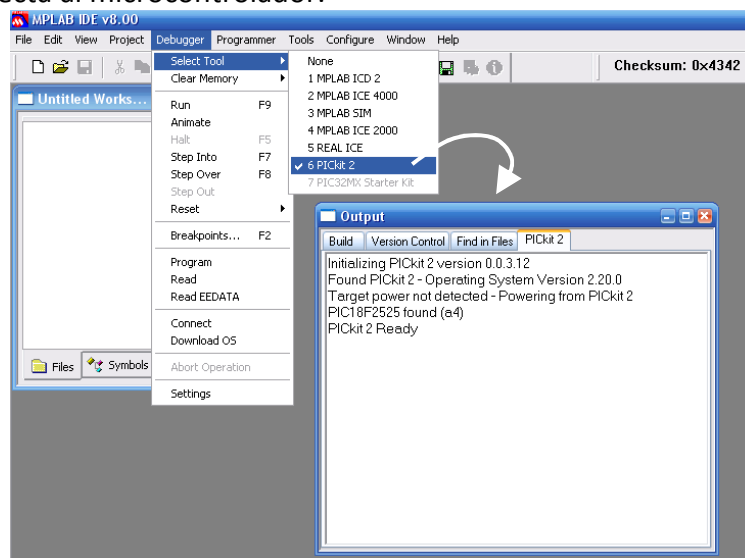 MPLAB IDE v8.00
File Edit View Project Debugger Programmer Tools Configure Window Help
Checksum: 0x4342
Untitled Works...
Select Tool
Clear Memory
Run F9
Animate
Halt F5
Step Into F7
Step Over F8
Step Out
Reset
Breakpoints... F2
Program
Read
Read EEDATA
Connect
Download OS
Abort Operation
Settings
None
1 MPLAB ICD 2
2 MPLAB ICE 4000
3 MPLAB SIM
4 MPLAB ICE 2000
5 REAL ICE
6 PICkit 2
7 PIC32MX Starter Kit
Files Symbols
Output
Build Version Control Find in Files PICkit 2
Initializing PICkit 2 version 0.0.3.12
Found PICkit 2 - Operating System Version 2.20.0
Target power not detected - Powering from PICkit 2
PIC18F2525 found (a4)
PICkit 2 Ready